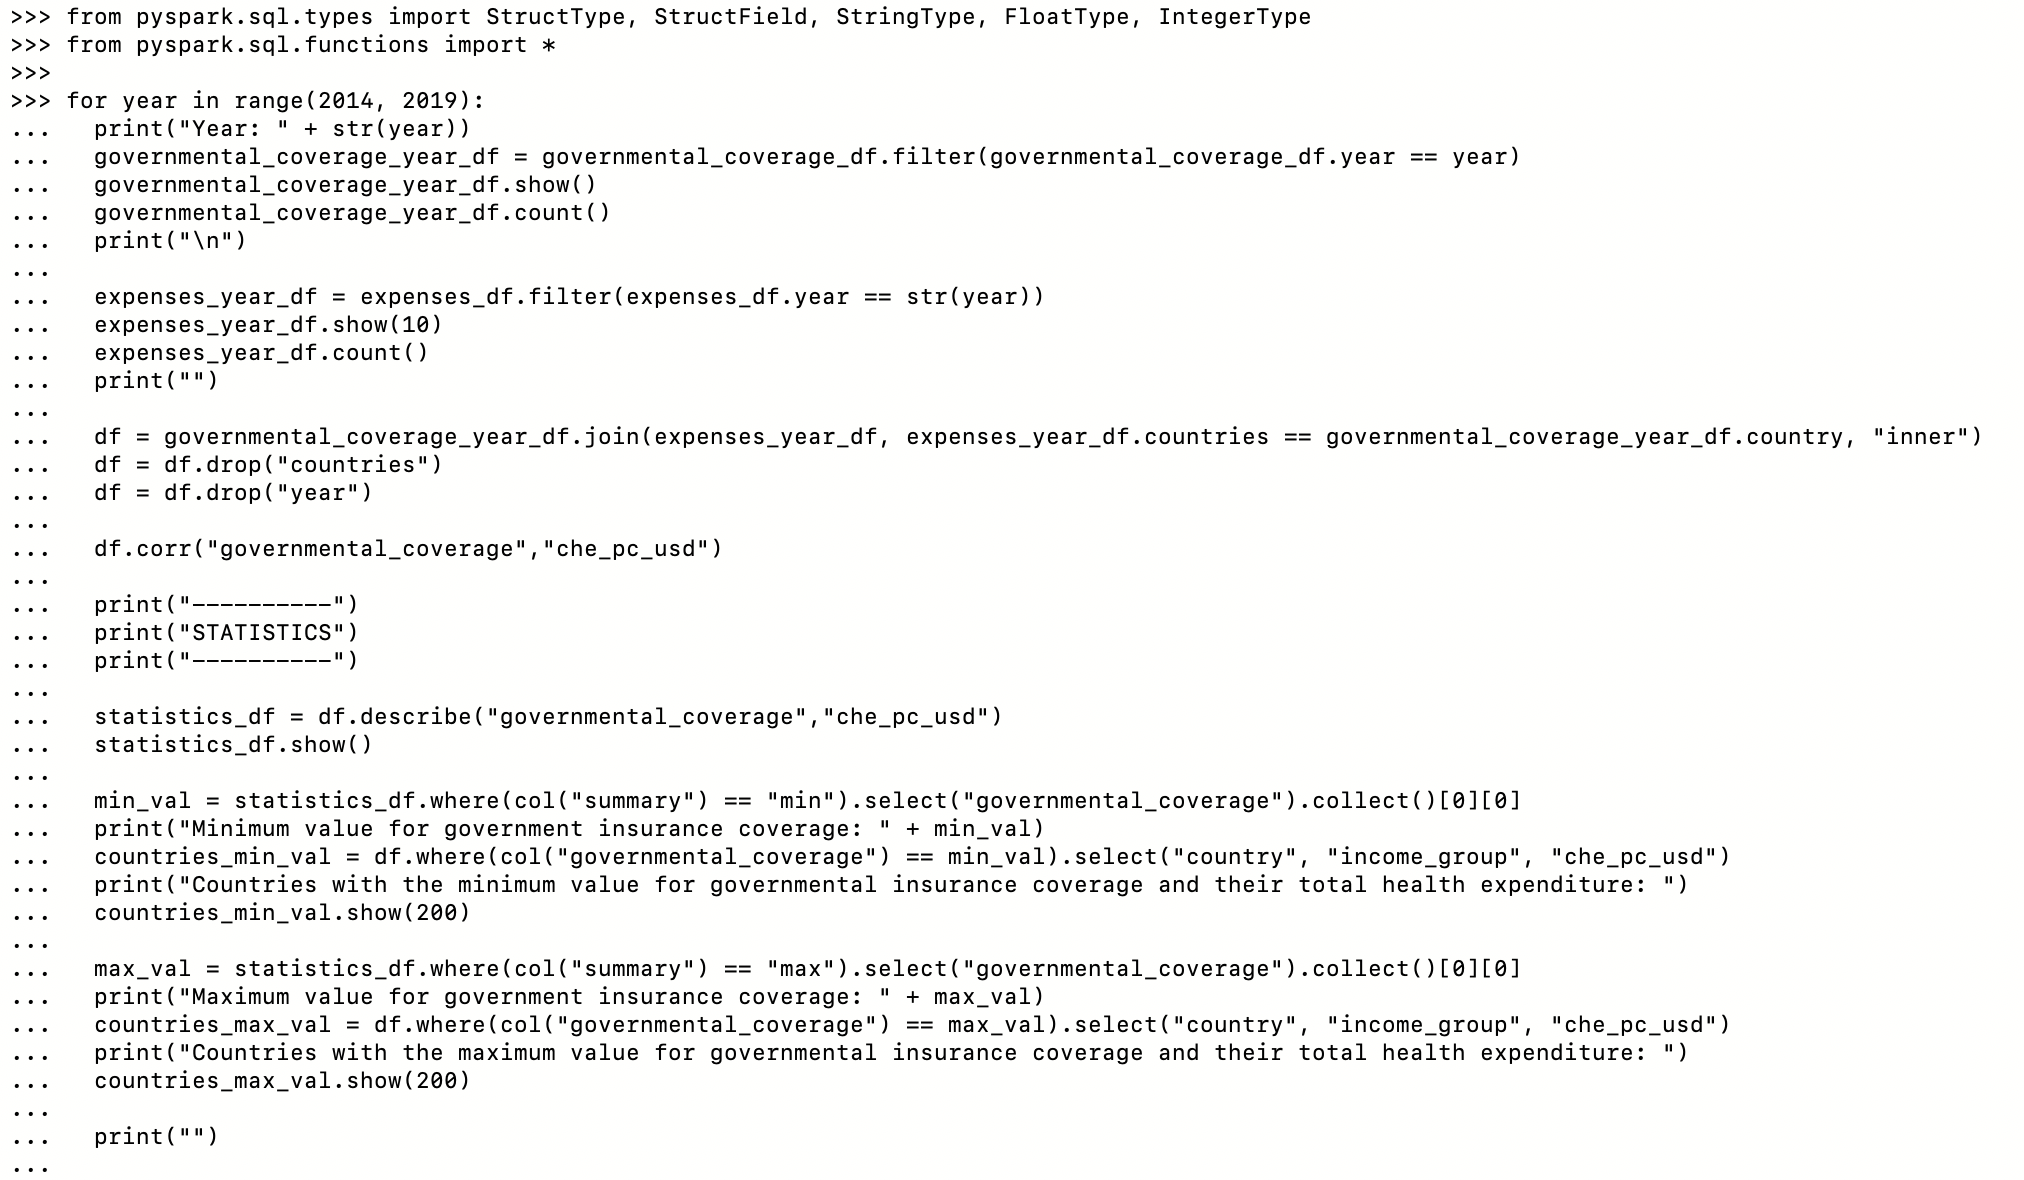 >>> from pyspark.sql.types import StructType, StructField, StringType, FloatType, IntegerType
>>> from pyspark.sql.functions import *
>>>
>>> for year in range(2014, 2019):
...   print("Year: " + str(year))
...   governmental_coverage_year_df = governmental_coverage_df.filter(governmental_coverage_df.year == year)
...   governmental_coverage_year_df.show()
...   governmental_coverage_year_df.count()
...   print("\n")
...
...   expenses_year_df = expenses_df.filter(expenses_df.year == str(year))
...   expenses_year_df.show(10)
...   expenses_year_df.count()
...   print("")
...
...   df = governmental_coverage_year_df.join(expenses_year_df, expenses_year_df.countries == governmental_coverage_year_df.country, "inner")
...   df = df.drop("countries")
...   df = df.drop("year")
...
...   df.corr("governmental_coverage","che_pc_usd")
...
...   print("----------")
...   print("STATISTICS")
...   print("----------")
...
...   statistics_df = df.describe("governmental_coverage","che_pc_usd")
...   statistics_df.show()
...
...   min_val = statistics_df.where(col("summary") == "min").select("governmental_coverage").collect()[0][0]
...   print("Minimum value for government insurance coverage: " + min_val)
...   countries_min_val = df.where(col("governmental_coverage") == min_val).select("country", "income_group", "che_pc_usd")
...   print("Countries with the minimum value for governmental insurance coverage and their total health expenditure: ")
...   countries_min_val.show(200)
...
...   max_val = statistics_df.where(col("summary") == "max").select("governmental_coverage").collect()[0][0]
...   print("Maximum value for government insurance coverage: " + max_val)
...   countries_max_val = df.where(col("governmental_coverage") == max_val).select("country", "income_group", "che_pc_usd")
...   print("Countries with the maximum value for governmental insurance coverage and their total health expenditure: ")
...   countries_max_val.show(200)
...
...   print("")
...